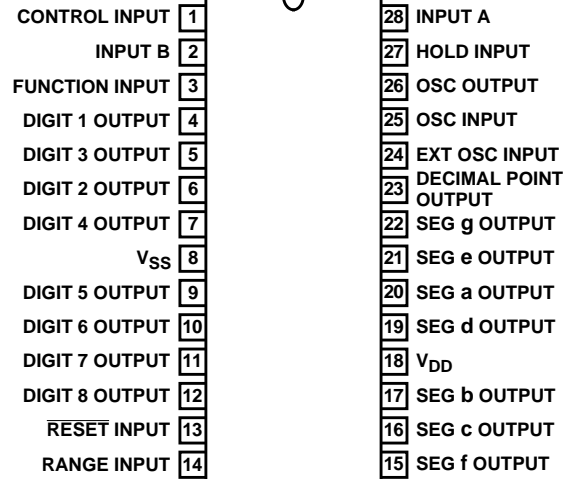 CONTROL INPUT 1
INPUT B 2
FUNCTION INPUT 3
DIGIT 1 OUTPUT 4
DIGIT 3 OUTPUT 5
DIGIT 2 OUTPUT 6
DIGIT 4 OUTPUT 7
VSS 8
DIGIT 5 OUTPUT 9
DIGIT 6 OUTPUT 10
DIGIT 7 OUTPUT 11
DIGIT 8 OUTPUT 12
RESET INPUT 13
RANGE INPUT 14
28 INPUT A
27 HOLD INPUT
26 OSC OUTPUT
25 OSC INPUT
24 EXT OSC INPUT
23 DECIMAL POINT
OUTPUT
22 SEG g OUTPUT
21 SEG e OUTPUT
20 SEG a OUTPUT
19 SEG d OUTPUT
18 VDD
17 SEG b OUTPUT
16 SEG c OUTPUT
15 SEG f OUTPUT